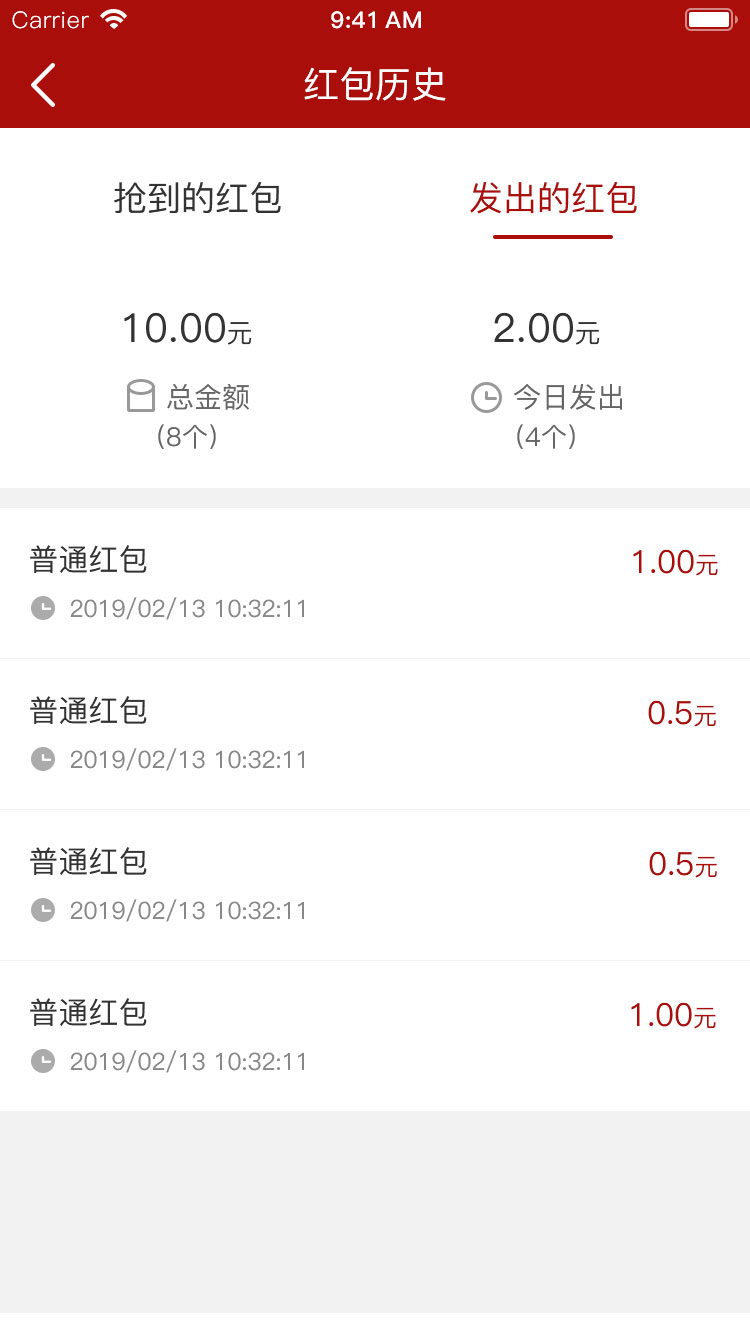 Carrier 9:41 AM
红包历史
抢到的红包 发出的红包
10.00元 2.00元
总金额 今日发出
(8个) (4个)
普通红包 1.00元
2019/02/13 10:32:11
普通红包 0.5元
2019/02/13 10:32:11
普通红包 0.5元
2019/02/13 10:32:11
普通红包 1.00元
2019/02/13 10:32:11